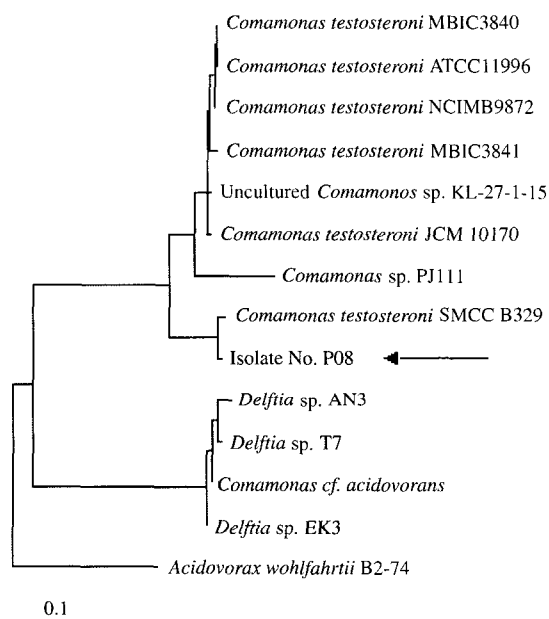 Comamonas testosteroni MBIC3840
Comamonas testosteroni ATCC11996
Comamonas testosteroni NCIMB9872
Comamonas testosteroni MBIC3841
Uncultured Comamonos sp. KL-27-1-15
Comamonas testosteroni JCM 10170
Comamonas sp. PJ111
Comamonas testosteroni SMCC B329
Isolate No. P08
Delftia sp. AN3
Delftia sp. T7
Comamonas cf. acidovorans
Delftia sp. EK3
Acidovorax wohlfahrtii B2-74
0.1